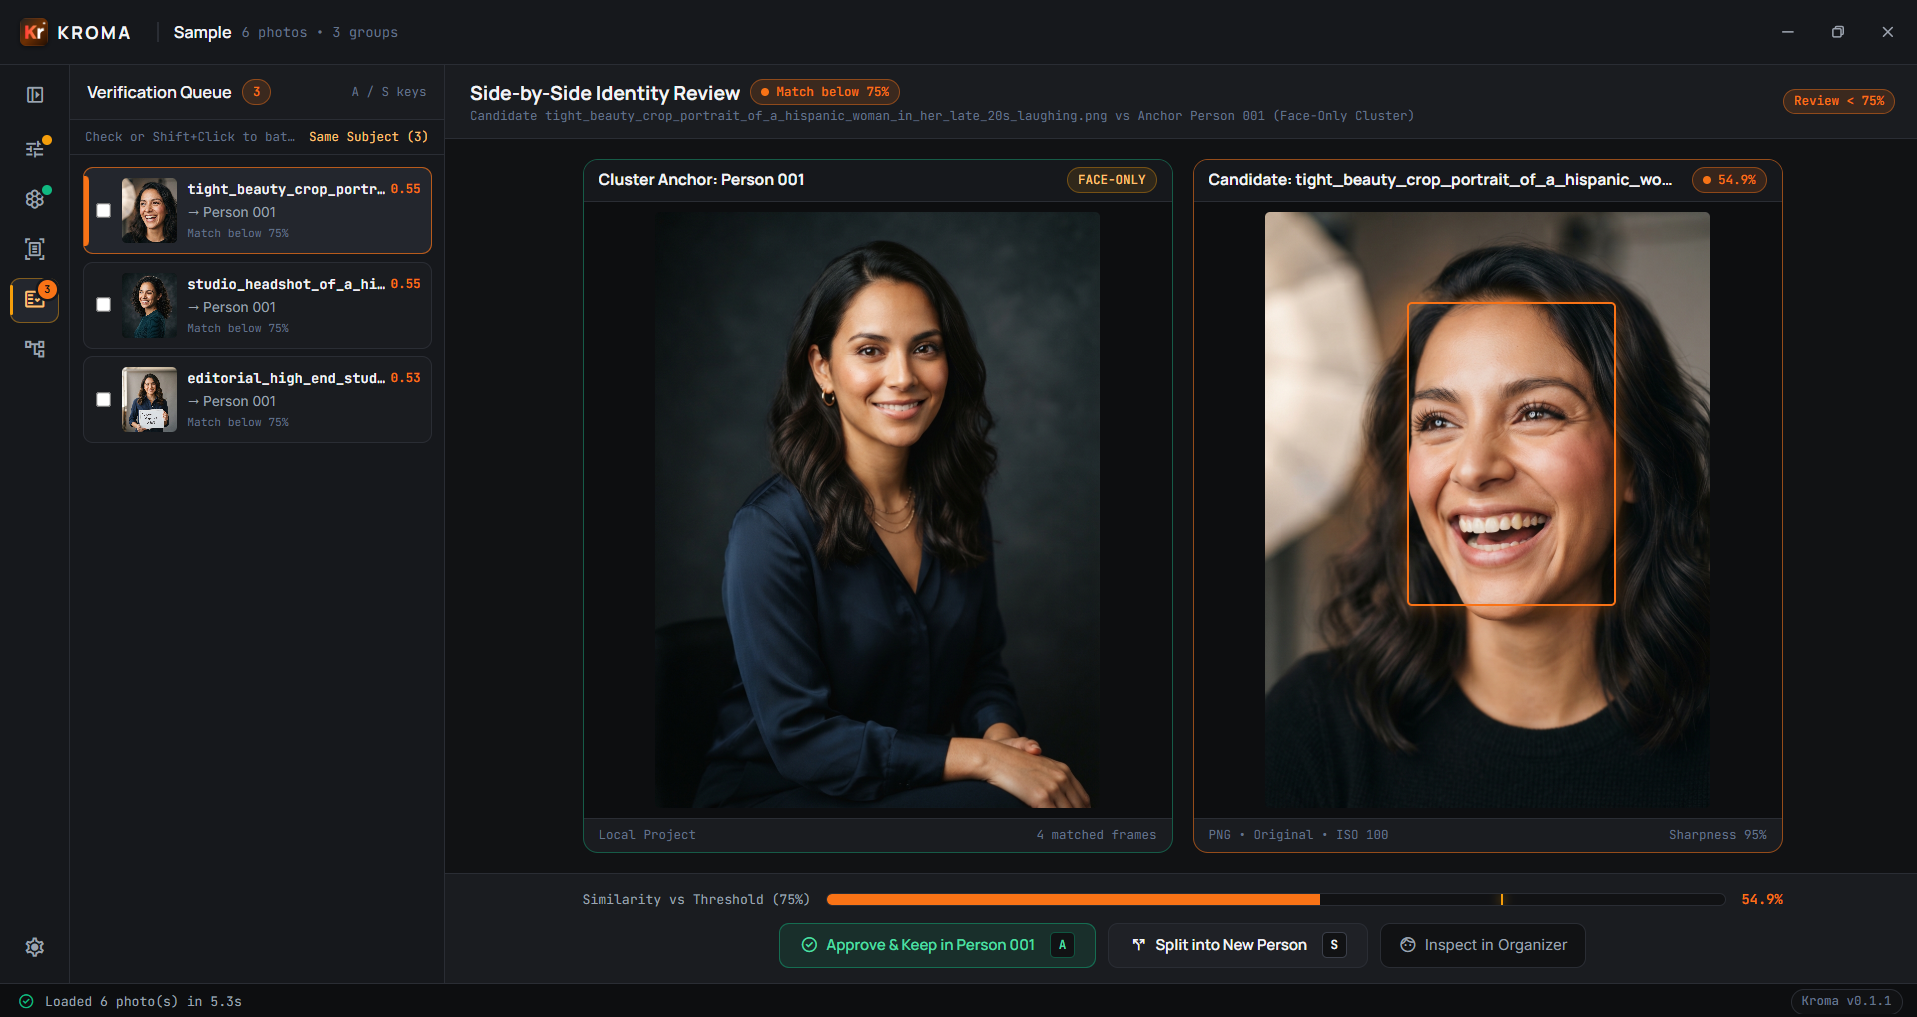 Kr KROMA Sample 6 photos • 3 groups
Verification Queue 3 A / S keys
Check or Shift+Click to bat… Same Subject (3)
tight_beauty_crop_portr… 0.55
→ Person 001
Match below 75%
studio_headshot_of_a_hi… 0.55
→ Person 001
Match below 75%
editorial_high_end_stud… 0.53
→ Person 001
Match below 75%
3
Side-by-Side Identity Review Match below 75%
Candidate tight_beauty_crop_portrait_of_a_hispanic_woman_in_her_late_20s_laughing.png vs Anchor Person 001 (Face-Only Cluster)
Review < 75%
Cluster Anchor: Person 001 FACE-ONLY
Local Project 4 matched frames
Candidate: tight_beauty_crop_portrait_of_a_hispanic_wo… 54.9%
PNG • Original • ISO 100 Sharpness 95%
Similarity vs Threshold (75%) 54.9%
Approve & Keep in Person 001 A
Split into New Person S
Inspect in Organizer
Loaded 6 photo(s) in 5.3s
Kroma v0.1.1